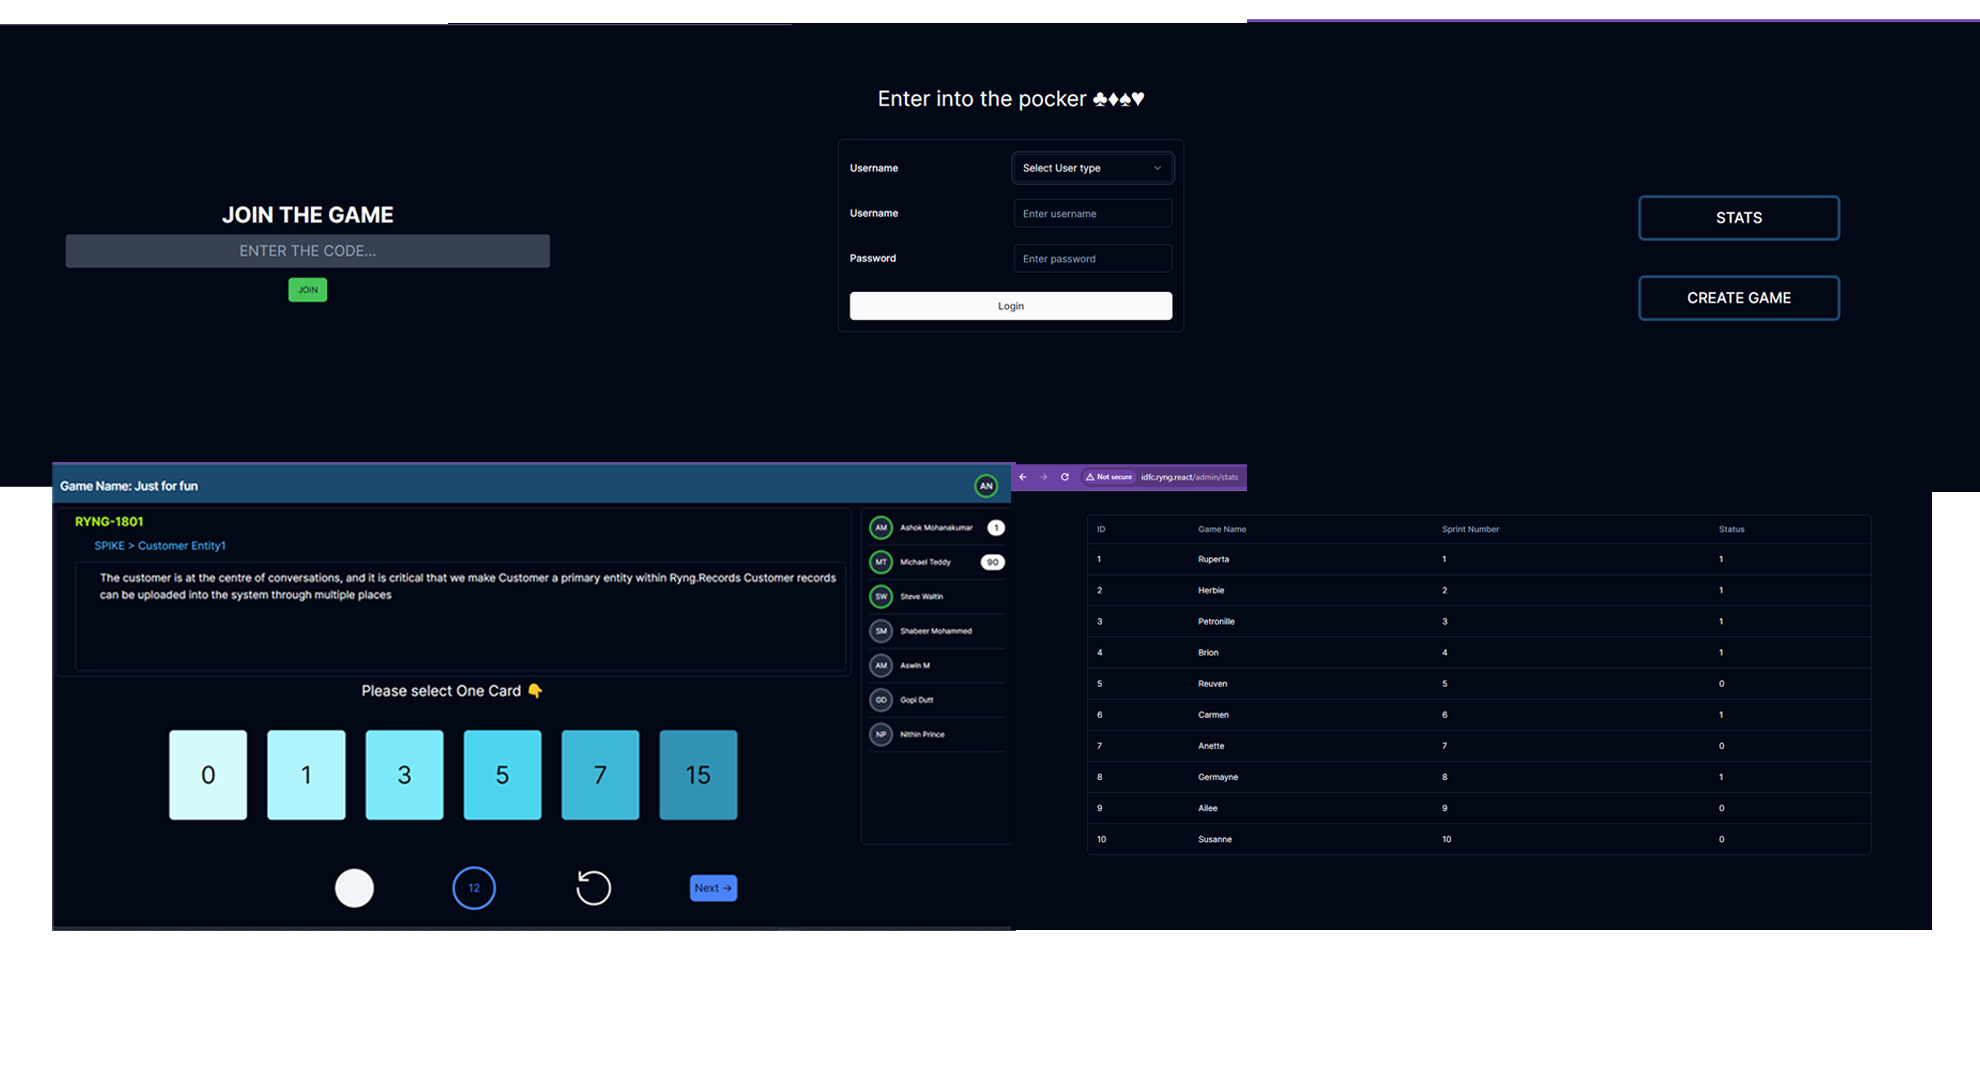 Enter into the pocker ♣♦♠♥
JOIN THE GAME
ENTER THE CODE...
JOIN
Username
Select User type
Username
Enter username
Password
Enter password
Login
STATS
CREATE GAME
Game Name: Just for fun
AN
RYNG-1801
SPIKE > Customer Entity1
The customer is at the centre of conversations, and it is critical that we make Customer a primary entity within Ryng.Records Customer records
can be uploaded into the system through multiple places
Please select One Card 👇
0 1 3 5 7 15
12
Next →
AM Ashok Mohanakumar 1
MT Michael Teddy 90
SW Steve Waitin
SM Shabeer Mohammed
AM Aswin M
GD Gopi Dutt
NP Nithin Prince
Not secure idfc.ryng.react/admin/stats
ID Game Name Sprint Number Status
1 Ruperta 1 1
2 Herbie 2 1
3 Petronille 3 1
4 Brion 4 1
5 Reuven 5 0
6 Carmen 6 1
7 Anette 7 0
8 Germayne 8 1
9 Ailee 9 0
10 Susanne 10 0